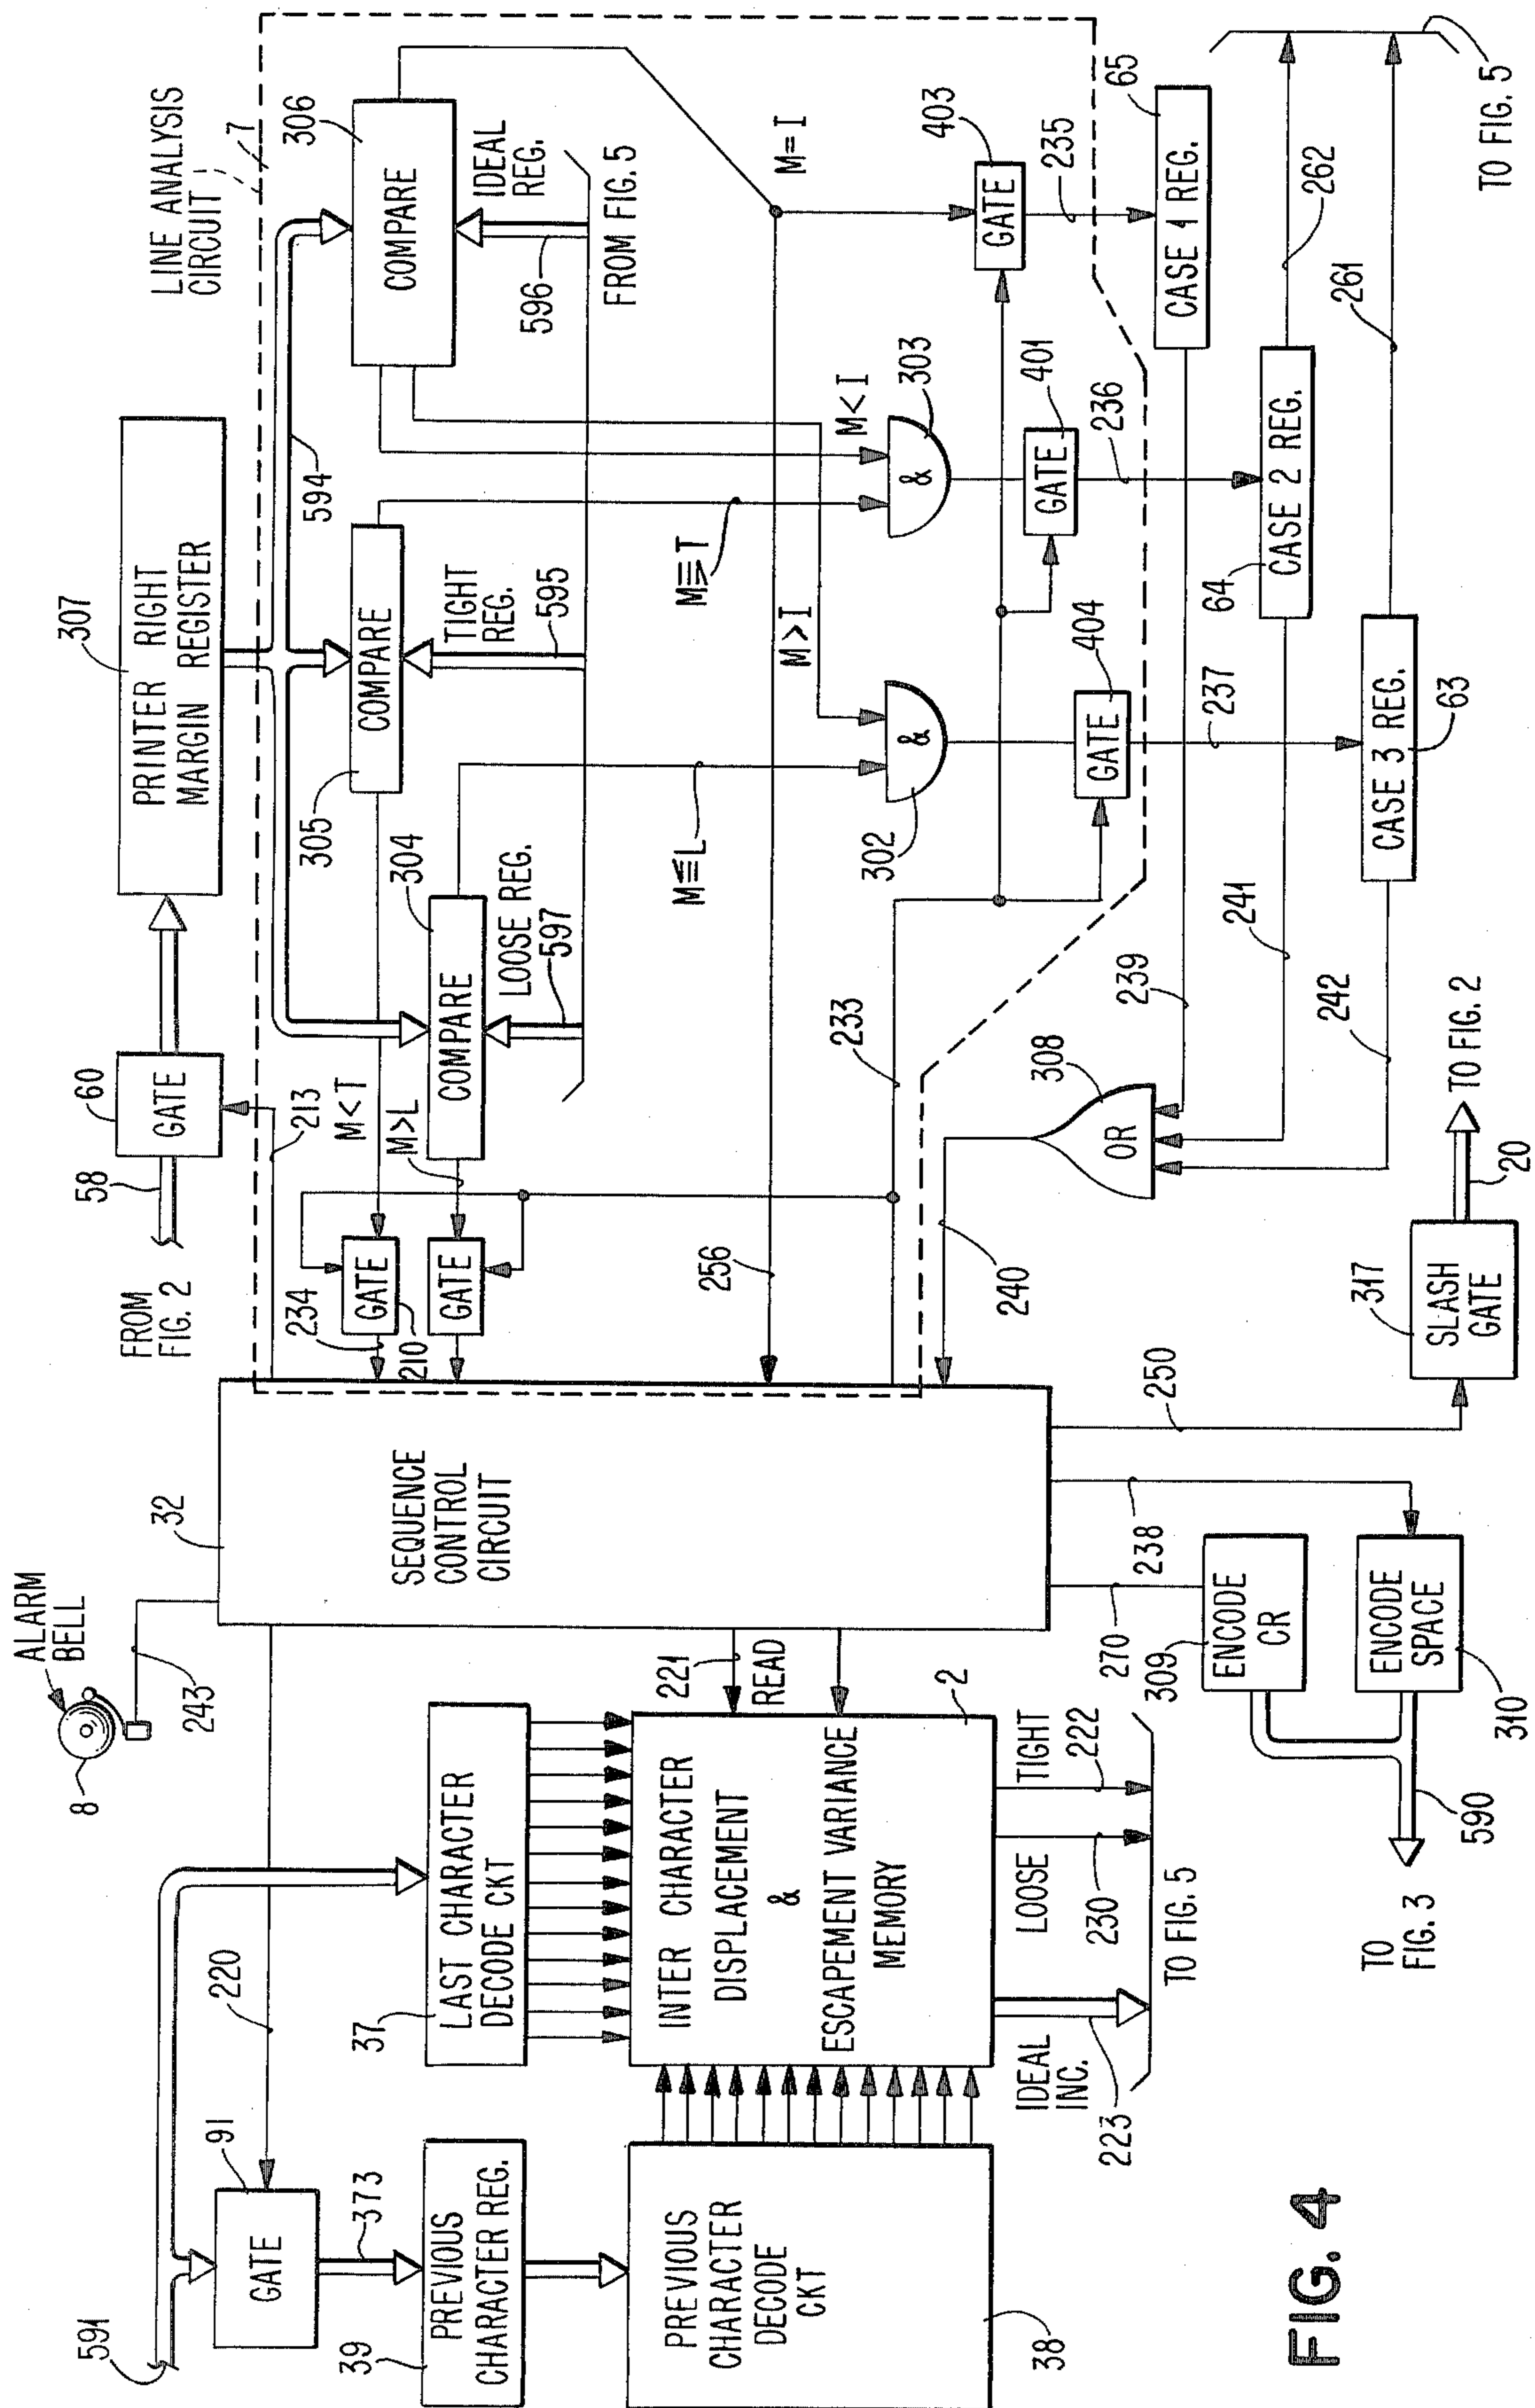 591
GATE
91
373
PREVIOUS
CHARACTER REG.
39
PREVIOUS
CHARACTER
DECODE
CKT
38
220
LAST CHARACTER
DECODE CKT
37
INTER CHARACTER
DISPLACEMENT
&
ESCAPEMENT VARIANCE
MEMORY
2
221
READ
IDEAL
INC.
223
LOOSE
230
TIGHT
222
TO FIG. 5
ALARM
BELL
8
243
32
SEQUENCE
CONTROL
CIRCUIT
270
238
250
ENCODE
CR
309
ENCODE
SPACE
310
590
TO
FIG. 3
317
SLASH
GATE
20
TO FIG. 2
FROM
FIG. 2
58
GATE
60
213
307
PRINTER RIGHT
MARGIN REGISTER
LINE ANALYSIS
CIRCUIT
7
594
234
GATE
210
GATE
M<T
M>L
COMPARE
304
LOOSE REG.
597
COMPARE
305
TIGHT
REG.
595
COMPARE
306
IDEAL
REG.
596
FROM FIG. 5
M≦L
M>I
M≧T
M<I
M=I
256
&
302
&
303
233
GATE
404
GATE
401
GATE
403
237
236
235
240
OR
308
239
241
242
CASE 1 REG.
65
CASE 2 REG.
64
CASE 3 REG.
63
262
261
TO FIG. 5
FIG. 4